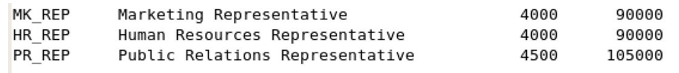 MK_REP Marketing Representative 4000 90000
HR_REP Human Resources Representative 4000 90000
PR_REP Public Relations Representative 4500 105000